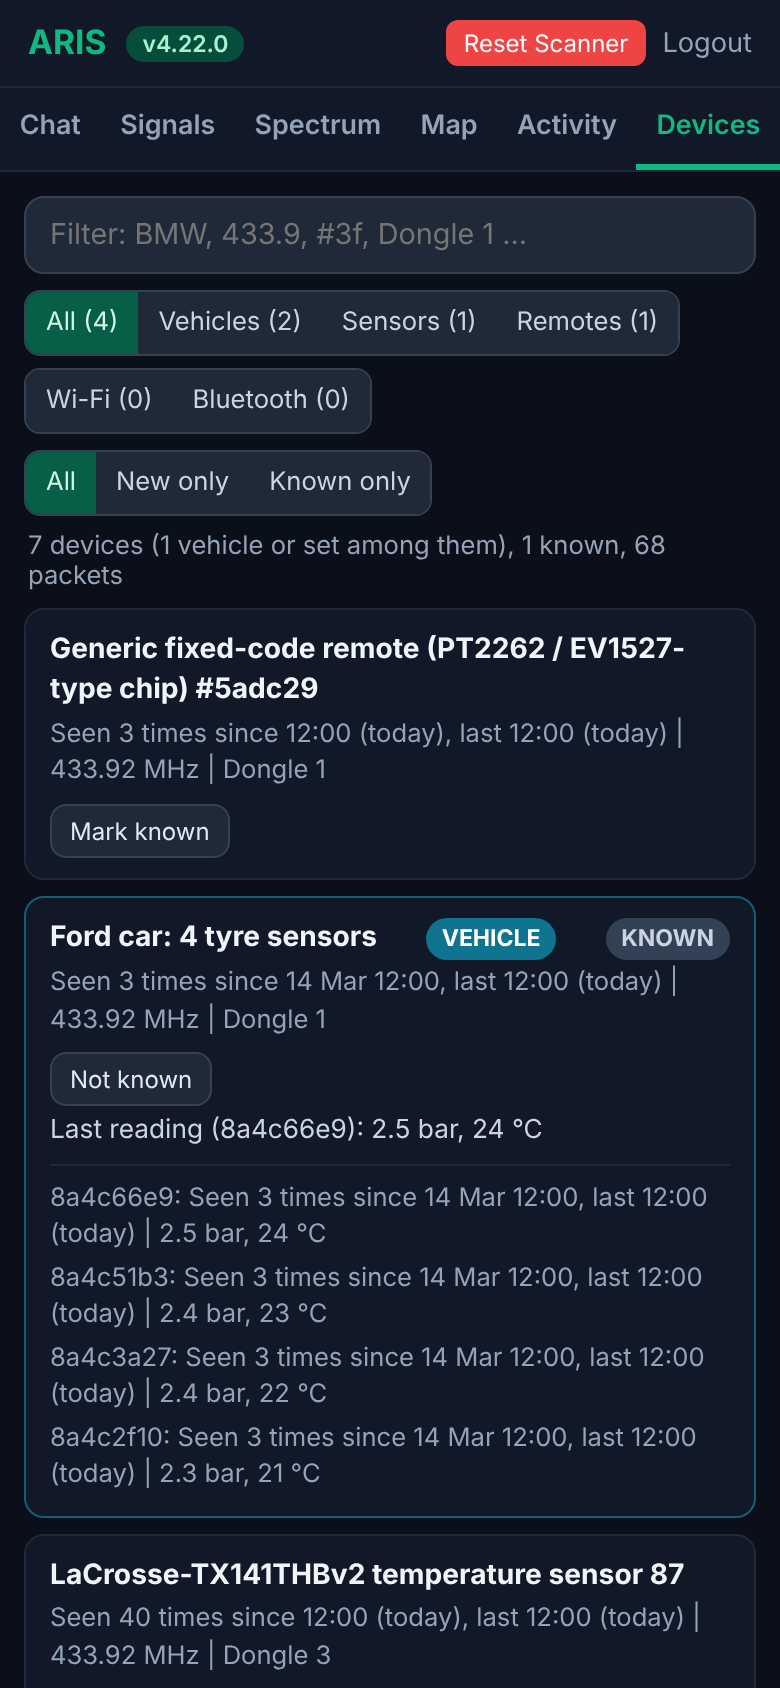 ARIS v4.22.0 Reset Scanner Logout
Chat Signals Spectrum Map Activity Devices
Filter: BMW, 433.9, #3f, Dongle 1 ...
All (4) Vehicles (2) Sensors (1) Remotes (1)
Wi-Fi (0) Bluetooth (0)
All New only Known only
7 devices (1 vehicle or set among them), 1 known, 68
packets
Generic fixed-code remote (PT2262 / EV1527-
type chip) #5adc29
Seen 3 times since 12:00 (today), last 12:00 (today) |
433.92 MHz | Dongle 1
Mark known
Ford car: 4 tyre sensors VEHICLE KNOWN
Seen 3 times since 14 Mar 12:00, last 12:00 (today) |
433.92 MHz | Dongle 1
Not known
Last reading (8a4c66e9): 2.5 bar, 24 °C
8a4c66e9: Seen 3 times since 14 Mar 12:00, last 12:00
(today) | 2.5 bar, 24 °C
8a4c51b3: Seen 3 times since 14 Mar 12:00, last 12:00
(today) | 2.4 bar, 23 °C
8a4c3a27: Seen 3 times since 14 Mar 12:00, last 12:00
(today) | 2.4 bar, 22 °C
8a4c2f10: Seen 3 times since 14 Mar 12:00, last 12:00
(today) | 2.3 bar, 21 °C
LaCrosse-TX141THBv2 temperature sensor 87
Seen 40 times since 12:00 (today), last 12:00 (today) |
433.92 MHz | Dongle 3